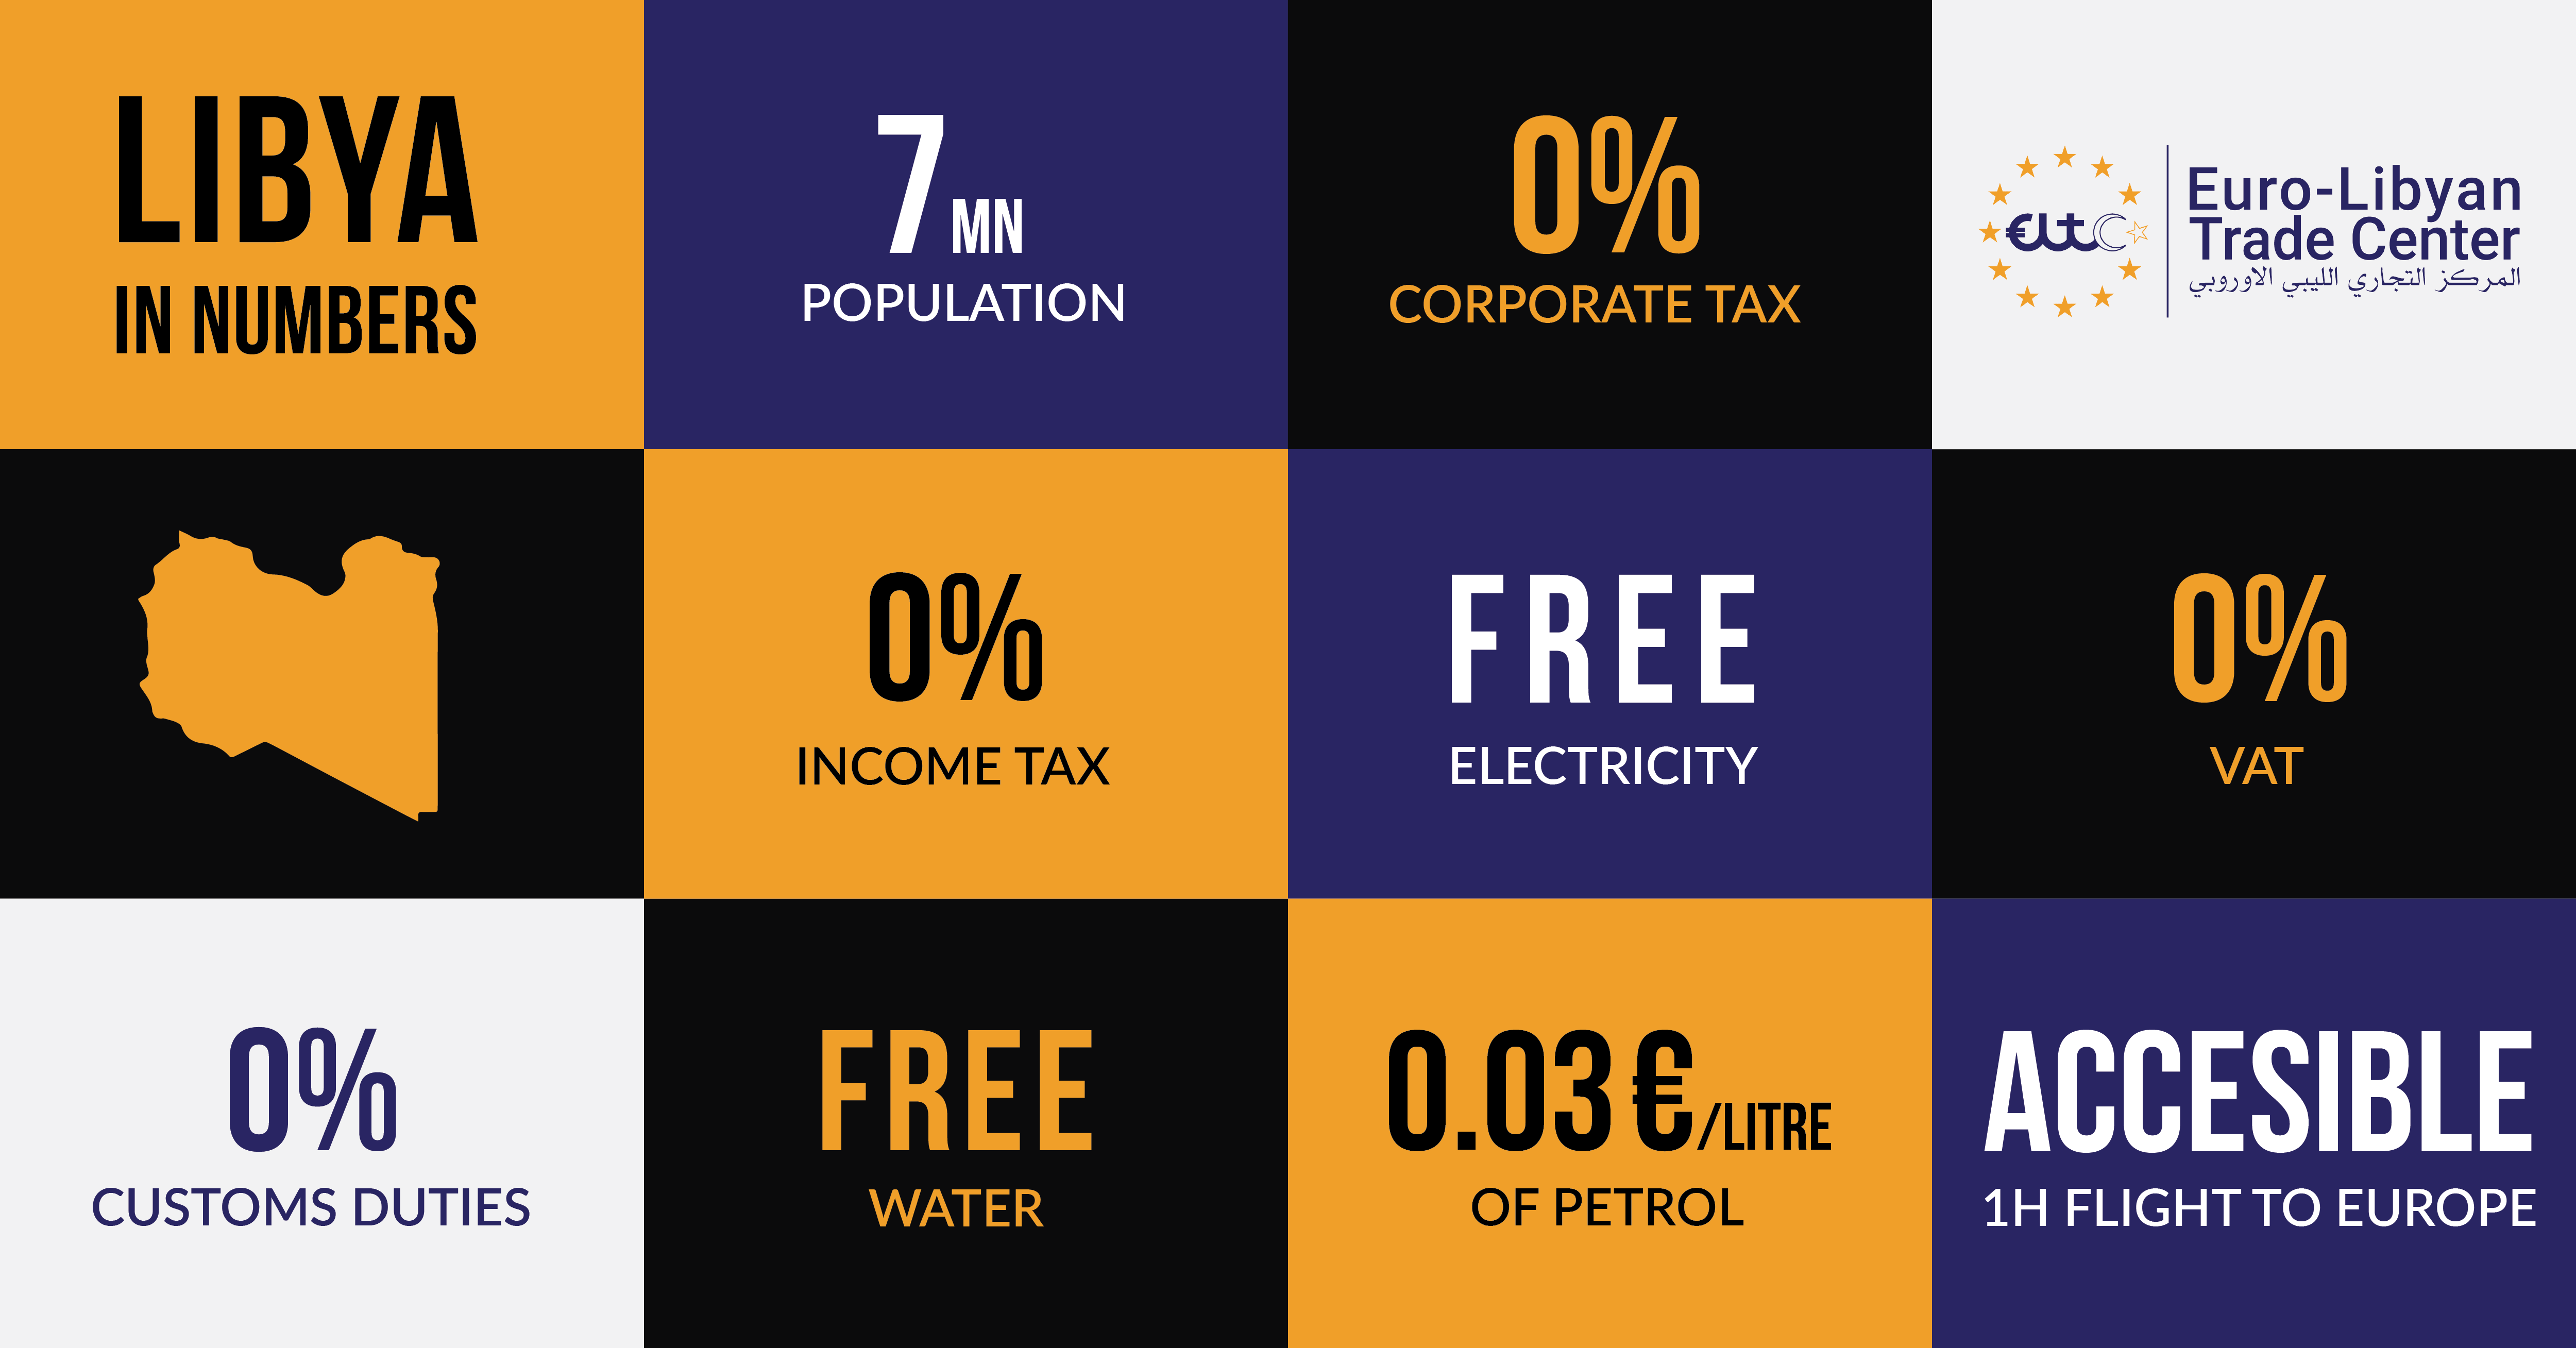 LIBYA
IN NUMBERS
7 MN
POPULATION
0%
CORPORATE TAX
€utc
Euro-Libyan
Trade Center
المركز التجاري الليبي الاوروبي
0%
INCOME TAX
FREE
ELECTRICITY
0%
VAT
0%
CUSTOMS DUTIES
FREE
WATER
0.03 €/LITRE
OF PETROL
ACCESIBLE
1H FLIGHT TO EUROPE